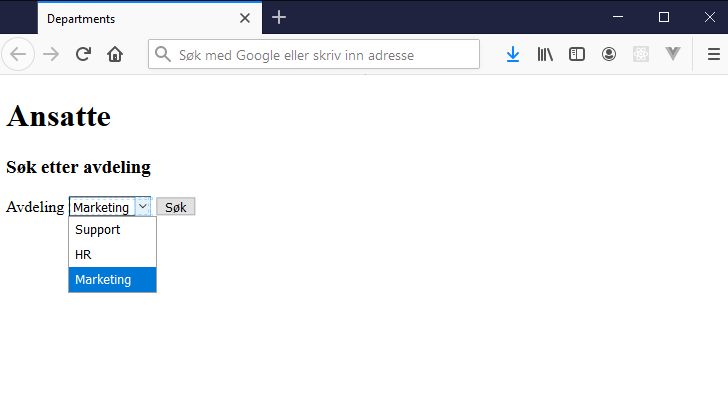 Departments
Søk med Google eller skriv inn adresse
Ansatte
Søk etter avdeling
Avdeling Marketing Søk
Support
HR
Marketing